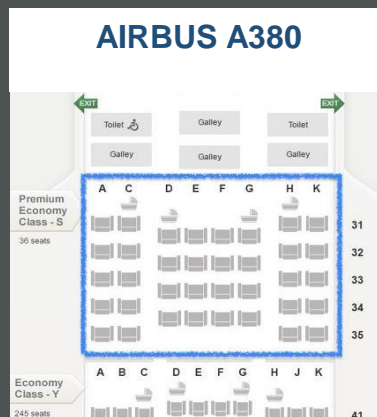 AIRBUS A380
EXIT EXIT
Toilet Galley Toilet
Galley Galley Galley
A C D E F G H K
Premium
Economy
Class - S
36 seats
31
32
33
34
35
A B C D E F G H J K
Economy
Class - Y
245 seats
41